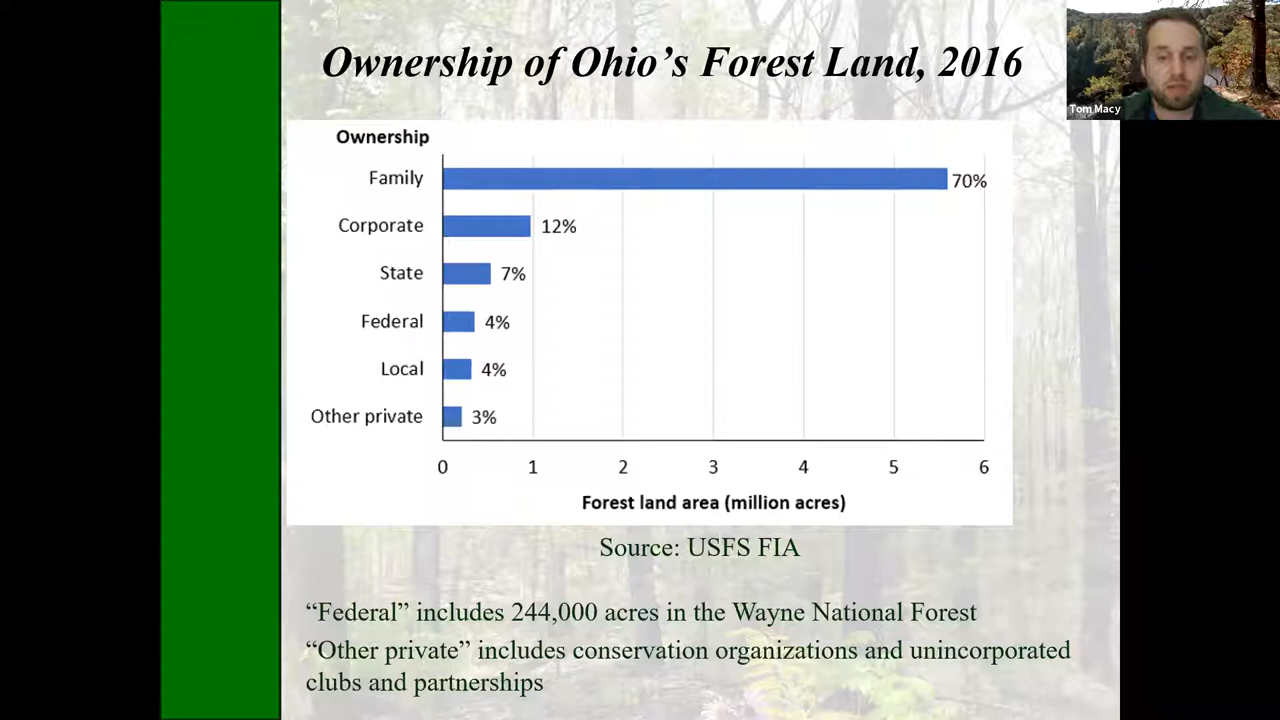 Ownership of Ohio’s Forest Land, 2016
Tom Macy
Ownership
Family 70%
Corporate 12%
State 7%
Federal 4%
Local 4%
Other private 3%
0 1 2 3 4 5 6
Forest land area (million acres)
Source: USFS FIA
“Federal” includes 244,000 acres in the Wayne National Forest
“Other private” includes conservation organizations and unincorporated
clubs and partnerships